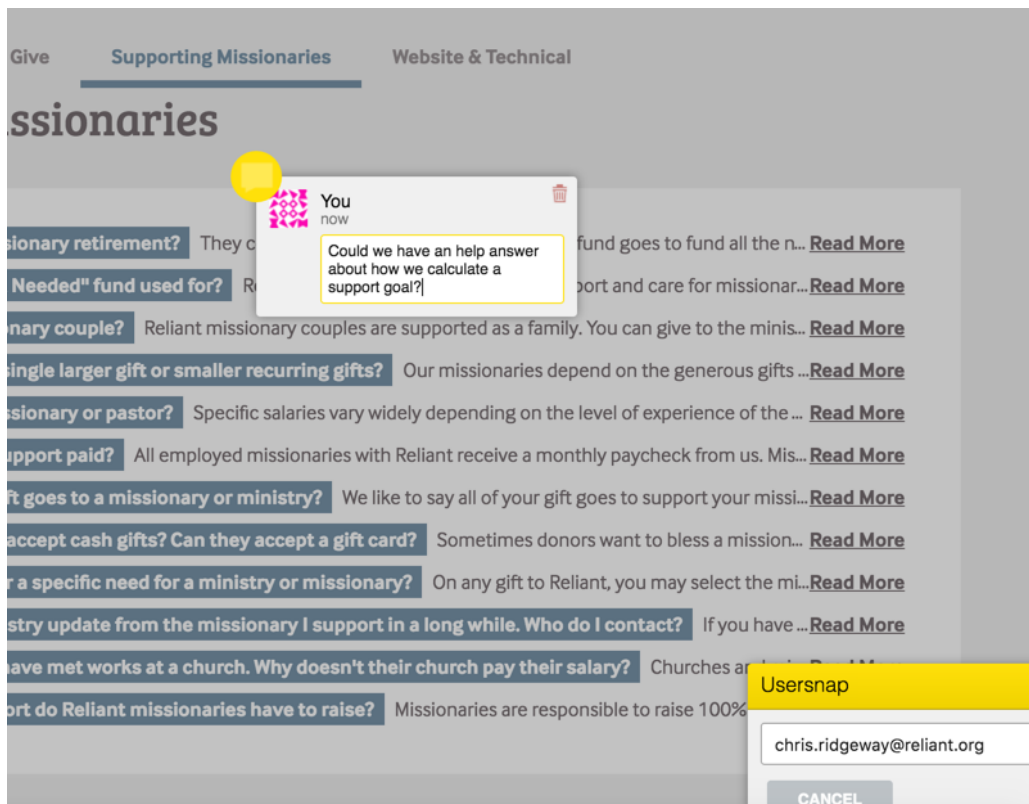 Give Supporting Missionaries Website & Technical
ssionaries
You
now
Could we have an help answer
about how we calculate a
support goal?
sionary retirement? They c fund goes to fund all the n... Read More
Needed" fund used for? R port and care for missionar... Read More
onary couple? Reliant missionary couples are supported as a family. You can give to the minis... Read More
single larger gift or smaller recurring gifts? Our missionaries depend on the generous gifts ... Read More
ssionary or pastor? Specific salaries vary widely depending on the level of experience of the ... Read More
upport paid? All employed missionaries with Reliant receive a monthly paycheck from us. Mis... Read More
ft goes to a missionary or ministry? We like to say all of your gift goes to support your missi... Read More
accept cash gifts? Can they accept a gift card? Sometimes donors want to bless a mission... Read More
r a specific need for a ministry or missionary? On any gift to Reliant, you may select the mi... Read More
stry update from the missionary I support in a long while. Who do I contact? If you have ... Read More
have met works at a church. Why doesn't their church pay their salary? Churches Read More
ort do Reliant missionaries have to raise? Missionaries are responsible to raise 100%
Usersnap
chris.ridgeway@reliant.org
CANCEL